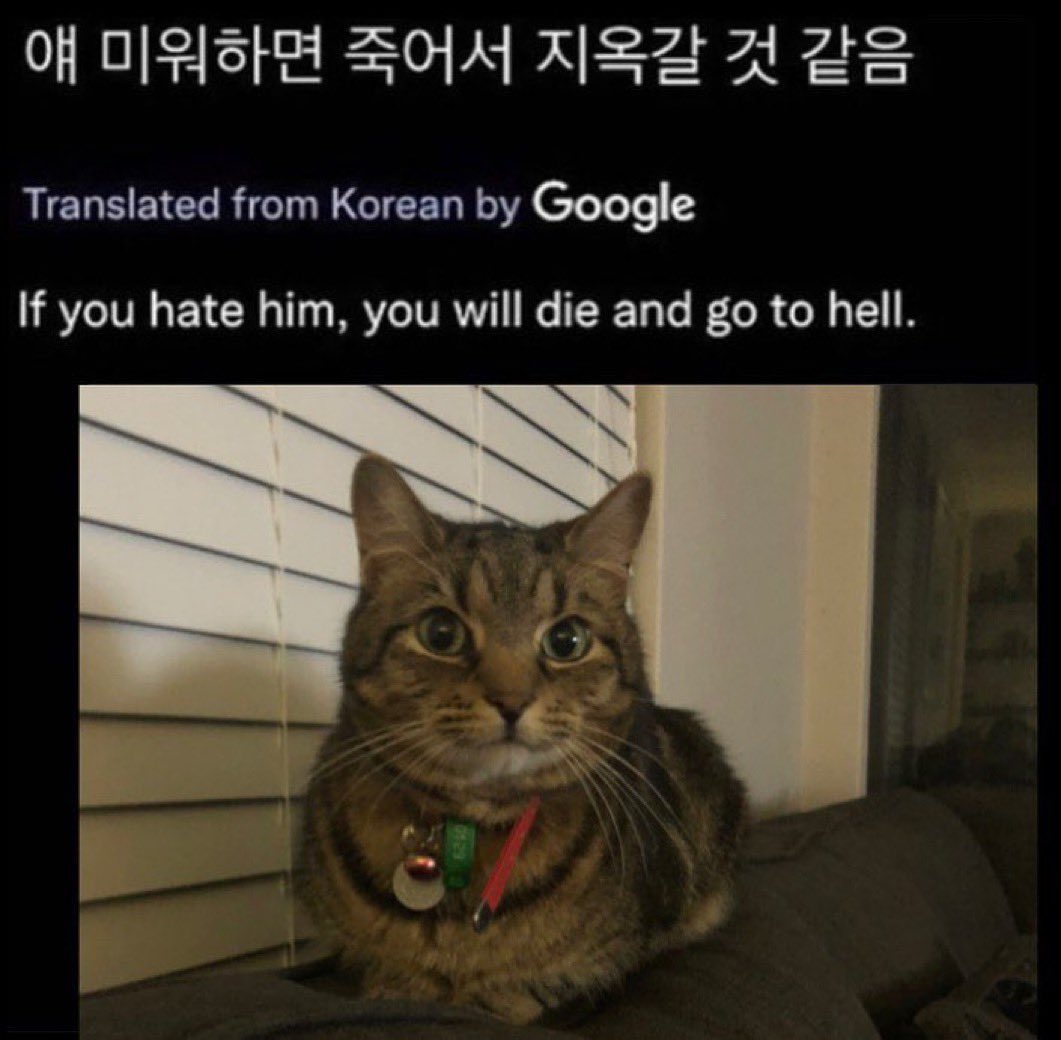 얘 미워하면 죽어서 지옥갈 것 같음
Translated from Korean by Google
If you hate him, you will die and go to hell.